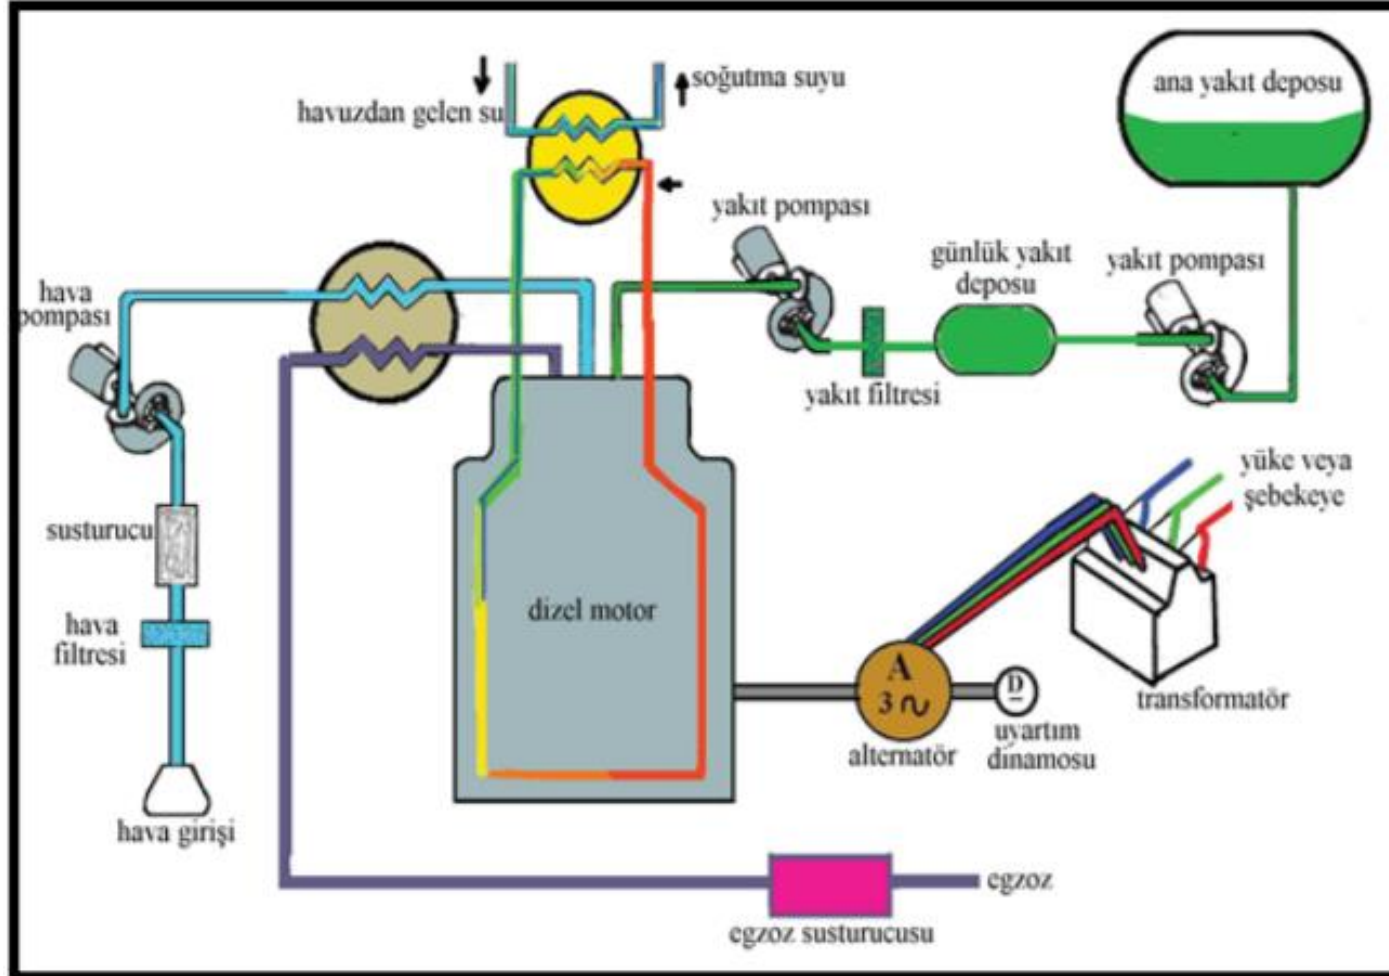 havuzdan gelen su
soğutma suyu
ana yakıt deposu
yakıt pompası
günlük yakıt
deposu
yakıt pompası
hava
pompası
yakıt filtresi
yüke veya
şebekeye
susturucu
dizel motor
hava
filtresi
A
3
D
transformatör
alternatör
uyartım
dinamosu
hava girişi
egzoz
egzoz susturucusu